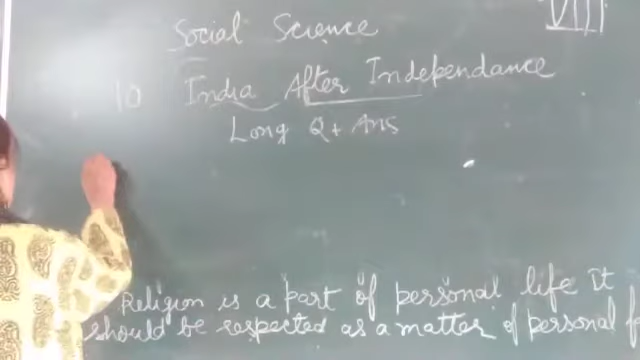 VIII
Social Science
10 India After Independance
Long Q+ Ans
Religion is a part of personal life It
should be respected as a matter of personal